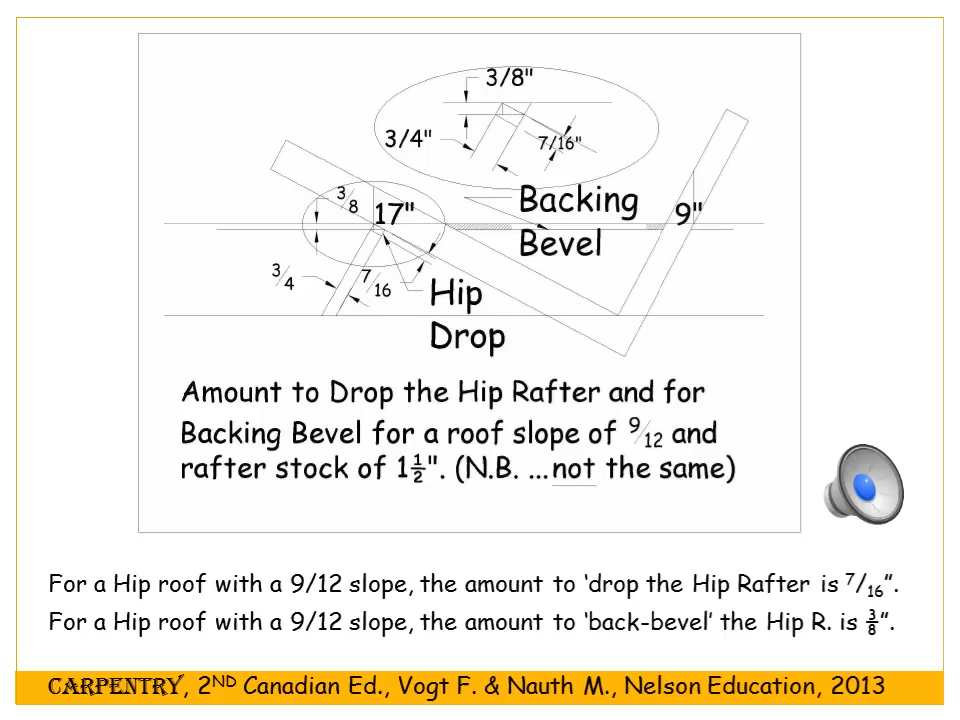 3/8"
3/4"
7/16"
Backing
Bevel
3/8
17"
9"
3/4
7/16
Hip
Drop
Amount to Drop the Hip Rafter and for
Backing Bevel for a roof slope of 9/12 and
rafter stock of 1½". (N.B. ...not the same)
For a Hip roof with a 9/12 slope, the amount to ‘drop the Hip Rafter is 7/16”.
For a Hip roof with a 9/12 slope, the amount to ‘back-bevel’ the Hip R. is ⅜”.
CARPENTRY, 2ND Canadian Ed., Vogt F. & Nauth M., Nelson Education, 2013